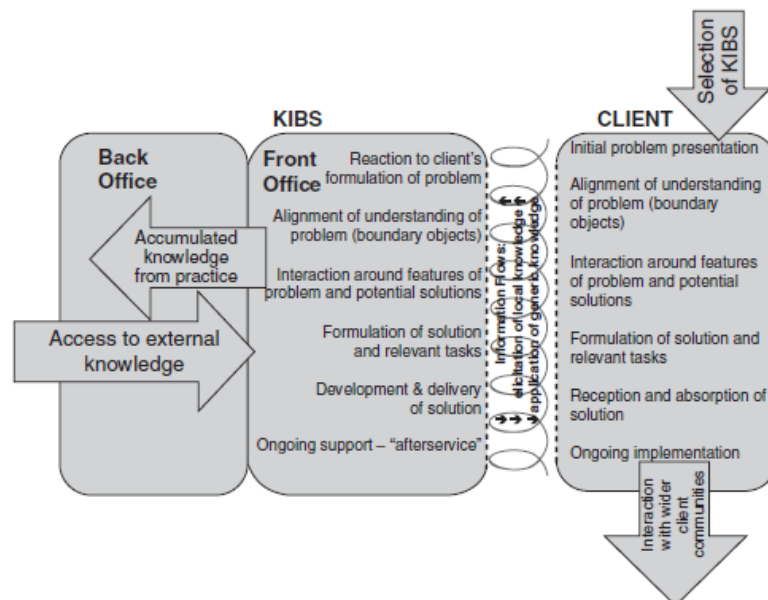 Selection
of KIBS
KIBS
CLIENT
Back
Office
Accumulated
knowledge
from practice
Access to external
knowledge
Front
Office
Reaction to client's
formulation of problem
Alignment of understanding of
problem (boundary objects)
Interaction around features of
problem and potential solutions
Formulation of solution
and relevant tasks
Development & delivery
of solution
Ongoing support – “afterservice”
Information Flows:
elicitation of local knowledge
application of generic knowledge
Initial problem presentation
Alignment of understanding
of problem (boundary
objects)
Interaction around features
of problem and potential
solutions
Formulation of solution and
relevant tasks
Reception and absorption of
solution
Ongoing implementation
Interaction
with wider
client
communities